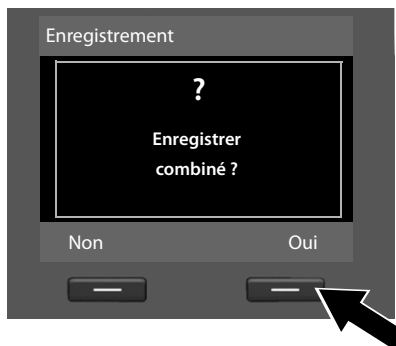 Enregistrement
?
Enregistrer
combiné ?
Non Oui